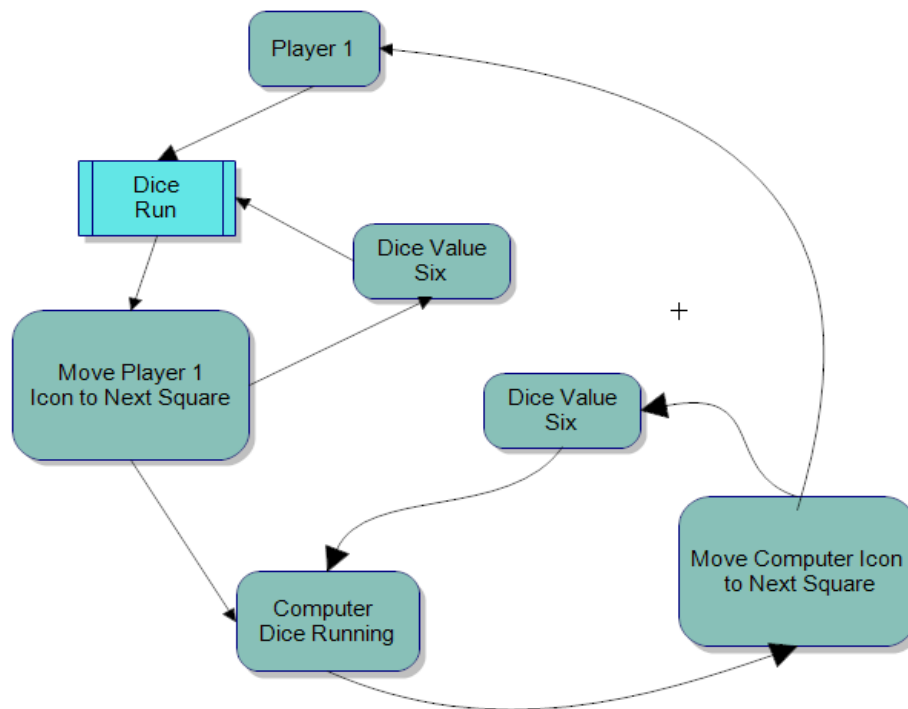 Player 1
Dice
Run
Dice Value
Six
Move Player 1
Icon to Next Square
Dice Value
Six
Move Computer Icon
to Next Square
Computer
Dice Running